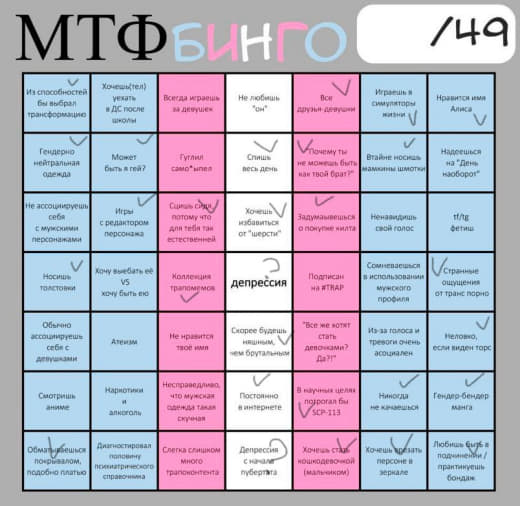 МТФ БИНГО /49
Из способностей
бы выбрал
трансформацию
Хочешь(тел)
уехать
в ДС после
школы
Всегда играешь
за девушек
Не любишь
"он"
Все
друзья-девушки
Играешь в
симуляторы
жизни
Нравится имя
Алиса
Гендерно
нейтральная
одежда
Может
быть я гей?
Гуглил
само*ыпел
Спишь
весь день
"Почему ты
не можешь быть
как твой брат?"
Втайне носишь
мамкины шмотки
Надеешься
на "День
наоборот"
Не ассоциируешь
себя
с мужскими
персонажами
Игры
с редактором
персонажа
Сцишь сидя,
потому что
для тебя так
естественней
Хочешь
избавиться
от "шерсти"
Задумываешься
о покупке килта
Ненавидишь
свой голос
tf/tg
фетиш
Носишь
толстовки
Хочу выебать её
VS
хочу быть ею
Коллекция
трапомемов
депрессия
Подписан
на #TRAP
Сомневаешься
в использовании
мужского
профиля
Странные
ощущения
от транс порно
Обычно
ассоциируешь
себя с
девушками
Атеизм
Не нравится
твоё имя
Скорее будешь
няшным,
чем брутальным
"Все же хотят
стать
девочками?
Да?!"
Из-за голоса и
тревоги очень
асоциален
Неловко,
если виден торс
Смотришь
аниме
Наркотики
и
алкоголь
Несправедливо,
что мужская
одежда такая
скучная
Постоянно
в интернете
В научных целях
потрогал бы
SCP-113
Никогда
не качаешься
Гендер-бендер
манга
Обматываешься
покрывалом,
подобно платью
Диагностировал
половину
психиатрического
справочника
Слегка слишком
много
трапоконтента
Депрессия
с начала
пубертата
Хочешь стать
кошкодевочкой
(мальчиком)
Хочешь врезать
персоне в
зеркале
Любишь быть в
подчинении /
практикуешь
бондаж